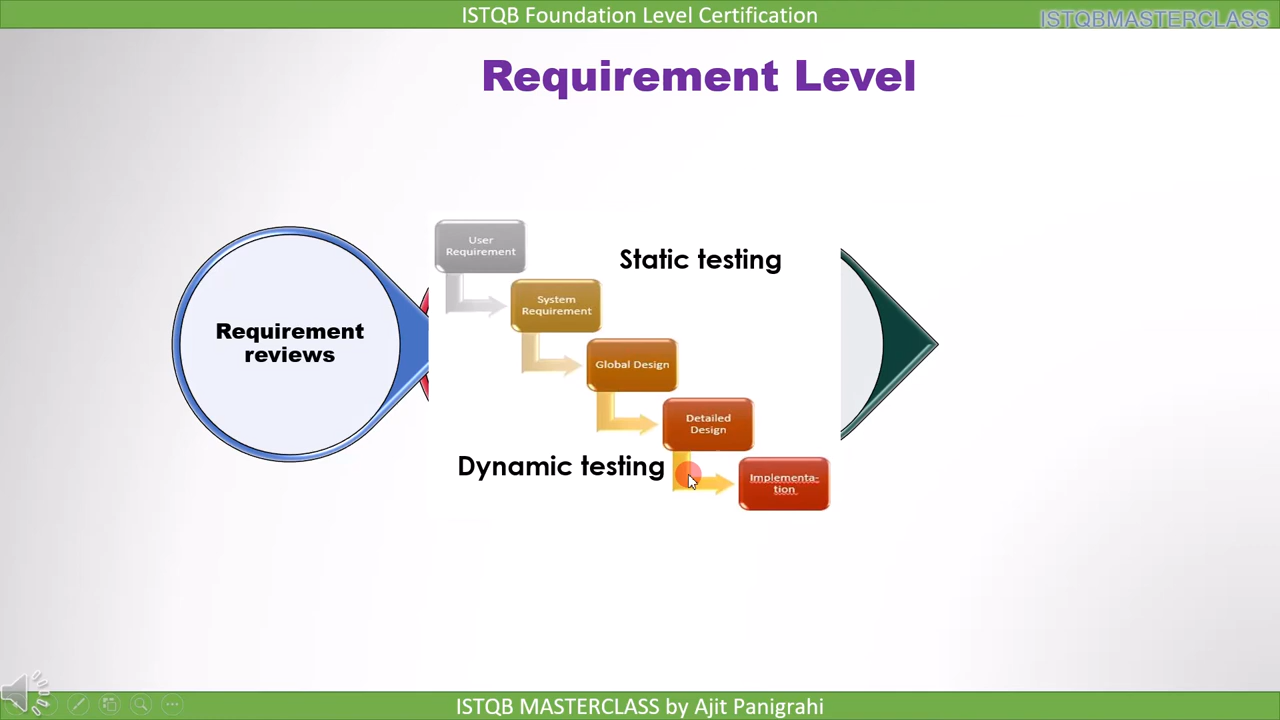 ISTQB Foundation Level Certification
ISTQBMASTERCLASS
Requirement Level
Requirement
reviews
User
Requirement
Static testing
System
Requirement
Global Design
Detailed
Design
Dynamic testing
Implementa-
tion
ISTQB MASTERCLASS by Ajit Panigrahi